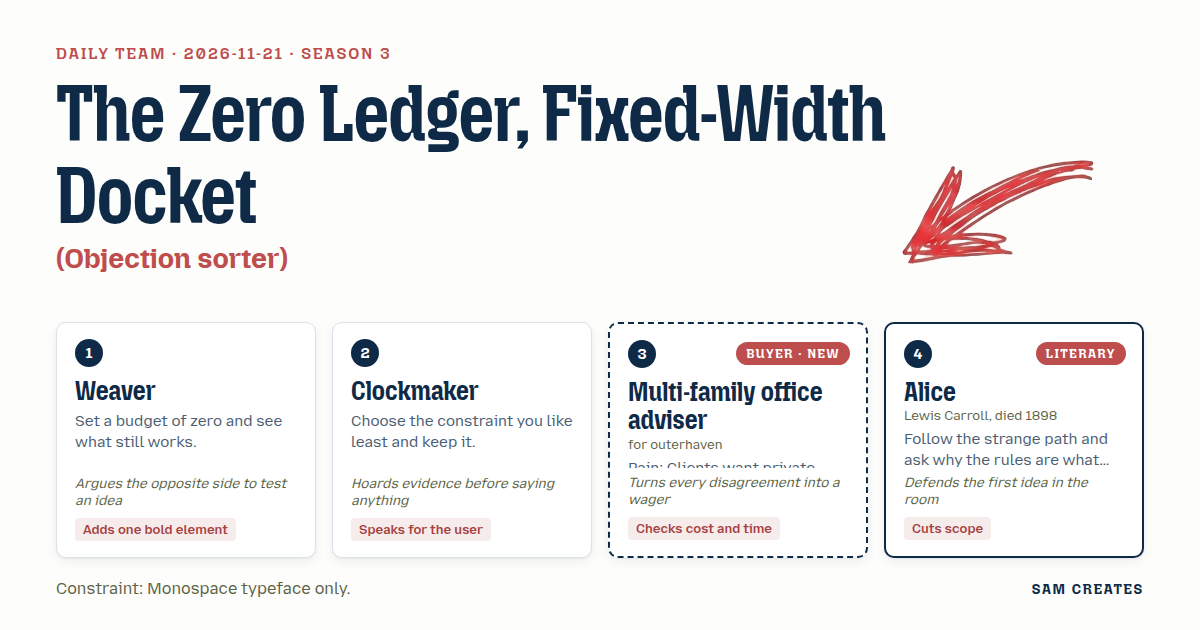 DAILY TEAM · 2026-11-21 · SEASON 3
The Zero Ledger, Fixed-Width
Docket
(Objection sorter)
1
Weaver
Set a budget of zero and see
what still works.
Argues the opposite side to test
an idea
Adds one bold element
2
Clockmaker
Choose the constraint you like
least and keep it.
Hoards evidence before saying
anything
Speaks for the user
3
BUYER · NEW
Multi-family office
adviser
for outerhaven
Pain: Clients want private
Turns every disagreement into a
wager
Checks cost and time
4
LITERARY
Alice
Lewis Carroll, died 1898
Follow the strange path and
ask why the rules are what…
Defends the first idea in the
room
Cuts scope
Constraint: Monospace typeface only.
SAM CREATES